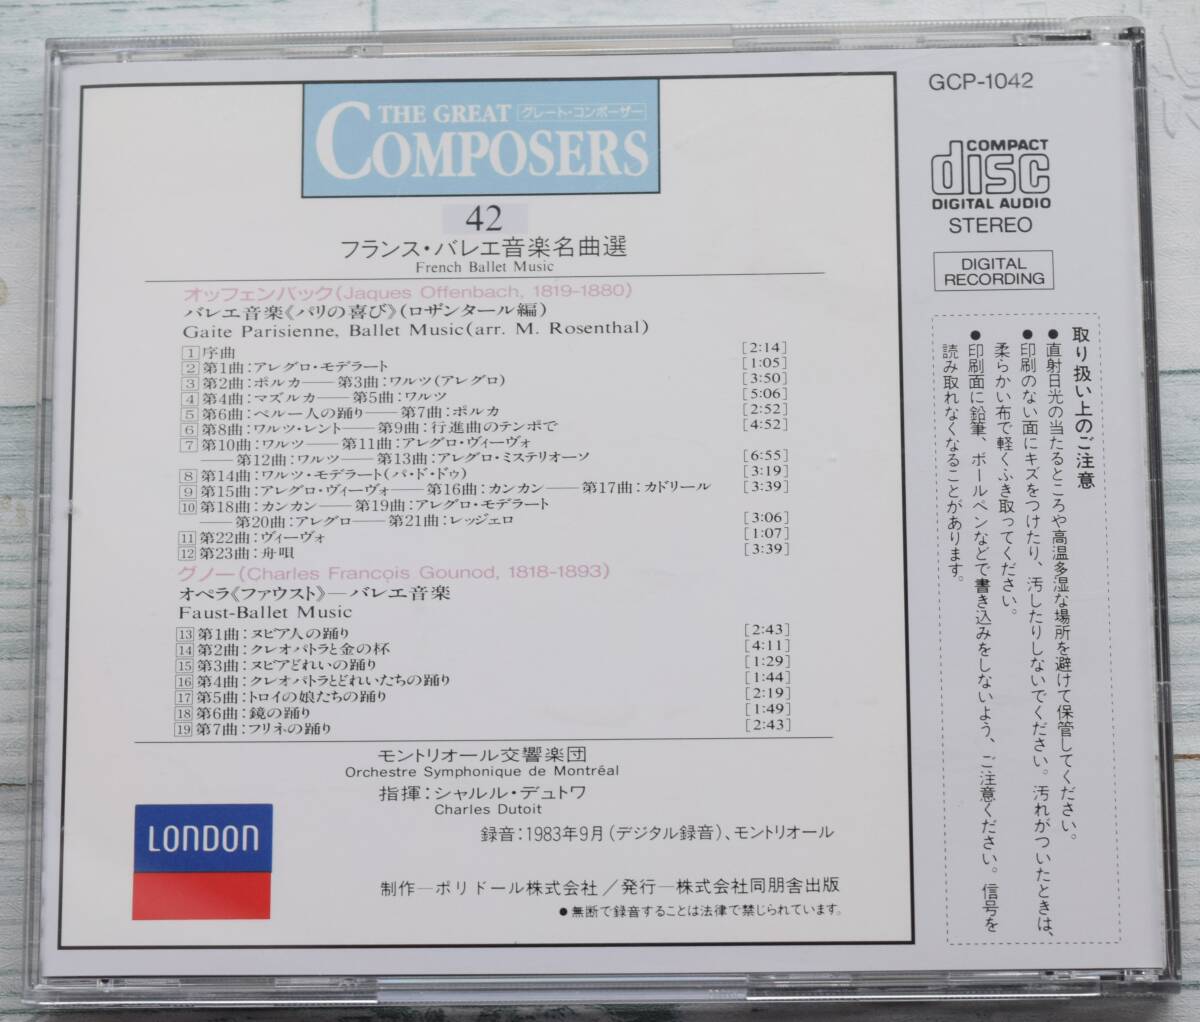 THE GREAT グレート・コンポーザー
COMPOSERS
42
フランス・バレエ音楽名曲選
French Ballet Music
オッフェンバック(Jaques Offenbach, 1819-1880)
バレエ音楽《パリの喜び》(ロザンタール編)
Gaite Parisienne, Ballet Music(arr. M. Rosenthal)
1 序曲 [2:14]
2 第1曲:アレグロ・モデラート [1:05]
3 第2曲:ポルカ——第3曲:ワルツ(アレグロ) [3:50]
4 第4曲:マズルカ——第5曲:ワルツ [5:06]
5 第6曲:ペルー人の踊り——第7曲:ポルカ [2:52]
6 第8曲:ワルツ・レント——第9曲:行進曲のテンポで [4:52]
7 第10曲:ワルツ——第11曲:アレグロ・ヴィーヴォ
——第12曲:ワルツ——第13曲:アレグロ・ミステリオーソ [6:55]
8 第14曲:ワルツ・モデラート(パ・ド・ドゥ) [3:19]
9 第15曲:アレグロ・ヴィーヴォ——第16曲:カンカン——第17曲:カドリール [3:39]
10 第18曲:カンカン——第19曲:アレグロ・モデラート
——第20曲:アレグロ——第21曲:レッジェロ [3:06]
11 第22曲:ヴィーヴォ [1:07]
12 第23曲:舟唄 [3:39]
グノー(Charles François Gounod, 1818-1893)
オペラ《ファウスト》—バレエ音楽
Faust-Ballet Music
13 第1曲:ヌビア人の踊り [2:43]
14 第2曲:クレオパトラと金の杯 [4:11]
15 第3曲:ヌビアどれいの踊り [1:29]
16 第4曲:クレオパトラとどれいたちの踊り [1:44]
17 第5曲:トロイの娘たちの踊り [2:19]
18 第6曲:鏡の踊り [1:49]
19 第7曲:フリネの踊り [2:43]
モントリオール交響楽団
Orchestre Symphonique de Montréal
指揮:シャルル・デュトワ
Charles Dutoit
録音:1983年9月(デジタル録音)、モントリオール
LONDON
制作—ポリドール株式会社/発行—株式会社同朋舎出版
●無断で録音することは法律で禁じられています。
GCP-1042
COMPACT
disc
DIGITAL AUDIO
STEREO
DIGITAL
RECORDING
取り扱い上のご注意
●直射日光の当たるところや高温多湿な場所を避けて保管してください。
●印刷のない面にキズをつけたり、汚したりしないでください。汚れがついたときは、
柔らかい布で軽くふき取ってください。
●印刷面に鉛筆、ボールペンなどで書き込みをしないよう、ご注意ください。信号を
読み取れなくなることがあります。